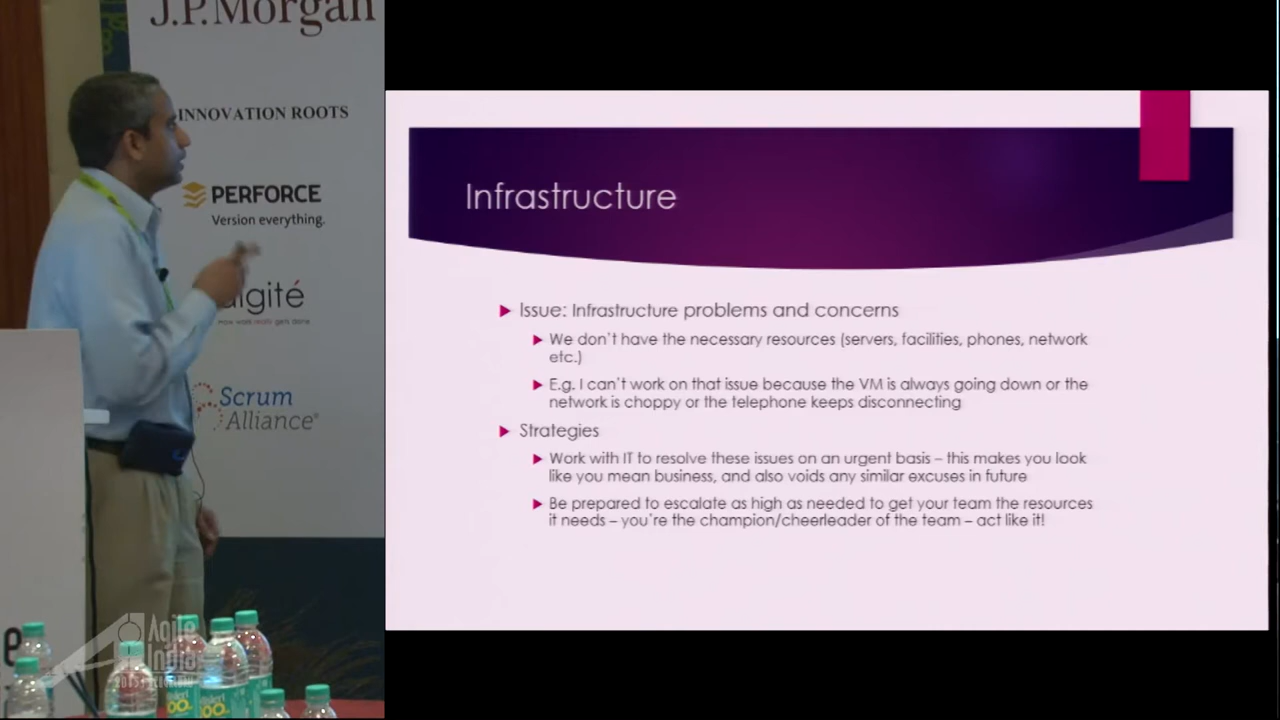 J.P.Morgan
INNOVATION ROOTS
PERFORCE
Version everything.
Scrum
Alliance®
Infrastructure
Issue: Infrastructure problems and concerns
We don't have the necessary resources (servers, facilities, phones, network
etc.)
E.g. I can't work on that issue because the VM is always going down or the
network is choppy or the telephone keeps disconnecting
Strategies
Work with IT to resolve these issues on an urgent basis – this makes you look
like you mean business, and also voids any similar excuses in future
Be prepared to escalate as high as needed to get your team the resources
it needs – you're the champion/cheerleader of the team – act like it!
Agile
India